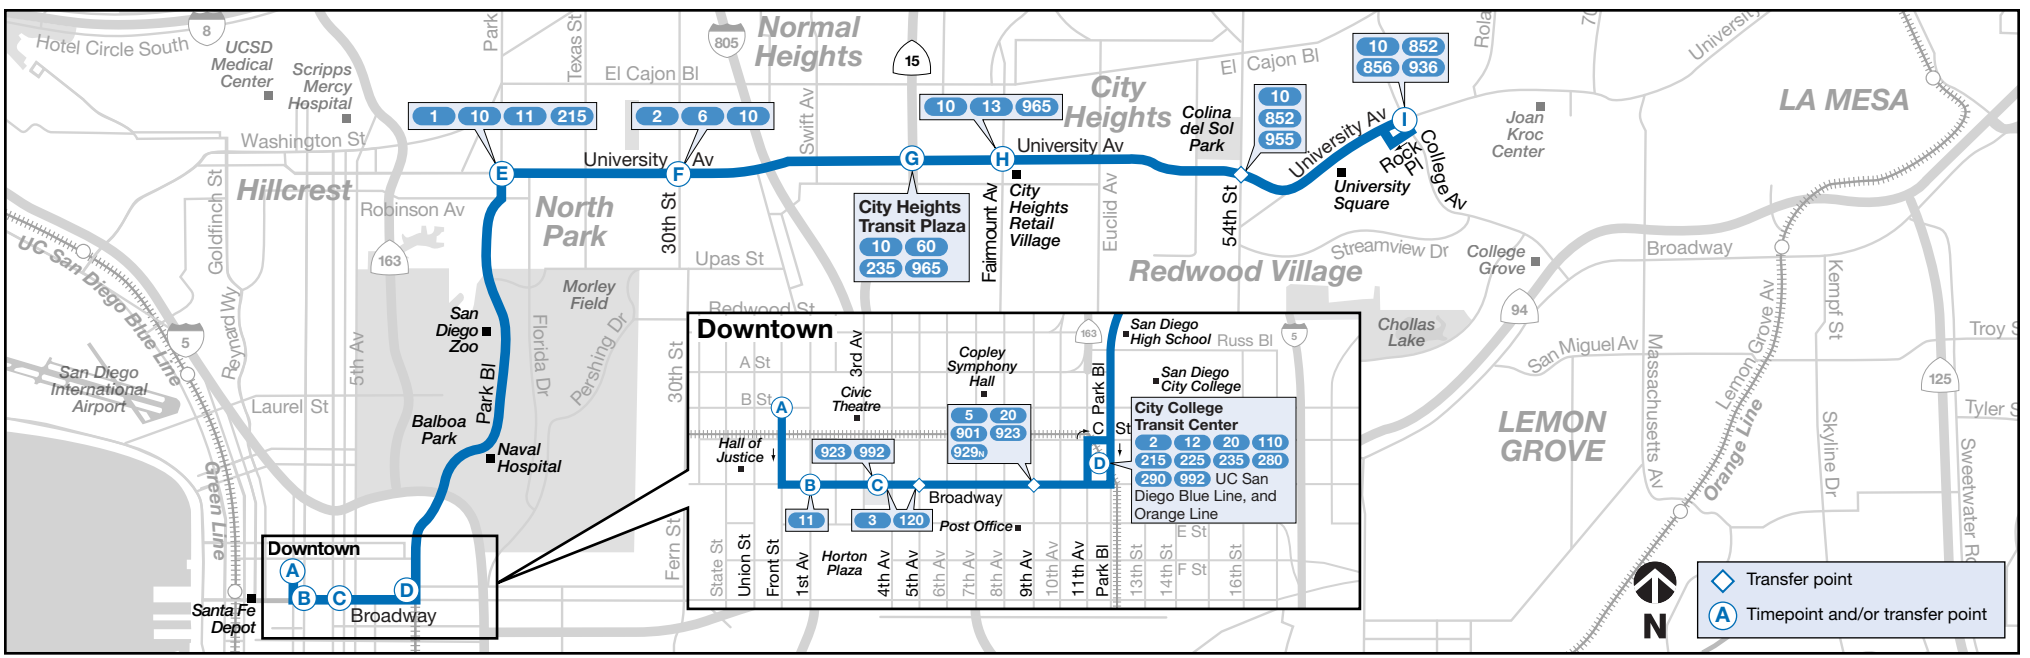 8
Hotel Circle South
UCSD
Medical
Center
Scripps
Mercy
Hospital
Washington St
Park
Texas St
El Cajon Bl
805
Normal
Heights
15
Swift Av
City
Heights
El Cajon Bl
University
LA MESA
Joan
Kroc
Center
1 10 11 215
2 6 10
10 13 965
10
852
955
10 852
856 936
E
University Av
F
G
H
University Av
I
University Av
Rock
Pl
College Av
Colina
del Sol
Park
University
Square
54th St
City
Heights
Retail
Village
Fairmount Av
Euclid Av
City Heights
Transit Plaza
10 60
235 965
30th St
North
Park
Hillcrest
Robinson Av
Goldfinch St
163
Upas St
Morley
Field
Redwood St
Redwood Village
Streamview Dr
College
Grove
Broadway
Chollas
Lake
94
San Miguel Av
Massachusette Av
Lemon Grove Av
Orange Line
Kempf St
Skyline Dr
Troy S
125
Tyler S
Sweetwater Rd
LEMON
GROVE
UC San Diego Blue Line
5
Reynard Wy
5th Av
San Diego
International
Airport
Laurel St
Green Line
San
Diego
Zoo
Park Bl
Balboa
Park
Naval
Hospital
Florida Dr
Pershing Dr
30th St
Fern St
Santa Fe
Depot
Downtown
A
B
C
D
Broadway
Downtown
A St
B St
A
3rd Av
Civic
Theatre
Copley
Symphony
Hall
Hall of
Justice
163
San Diego
High School
Russ Bl
5
San Diego
City College
Park Bl
C St
City College
Transit Center
2 12 20 110
215 225 235 280
290 992 UC San
Diego Blue Line, and
Orange Line
5 20
901 923
929N
923 992
B
C
D
Broadway
11
3 120
Post Office
Horton
Plaza
State St
Union St
Front St
1st Av
4th Av
5th Av
6th Av
7th Av
8th Av
9th Av
10th Av
11th Av
Park Bl
13th St
14th St
16th St
E St
F St
N
Transfer point
A Timepoint and/or transfer point